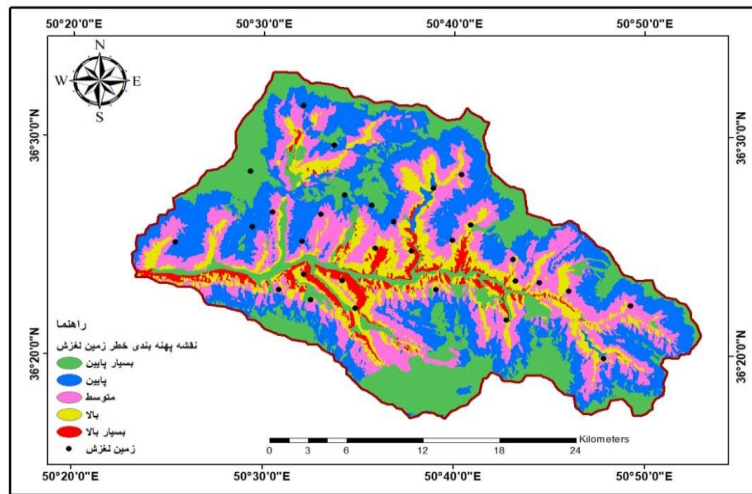 50°20'0"E 50°30'0"E 50°40'0"E 50°50'0"E
N
W E
S
36°30'0"N 36°30'0"N
36°20'0"N 36°20'0"N
راهنما
نقشه پهنه بندی خطر زمین لغزش
بسیار پایین
پایین
متوسط
بالا
بسیار بالا
زمین لغزش
Kilometers
0 3 6 12 18 24
50°20'0"E 50°30'0"E 50°40'0"E 50°50'0"E